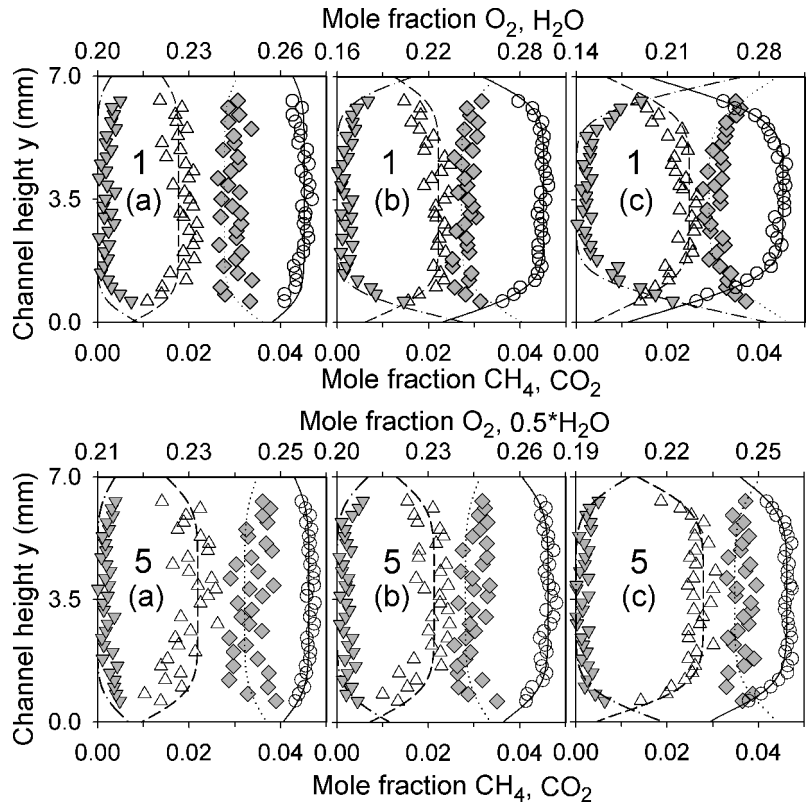 Mole fraction O₂, H₂O
0.20 0.23 0.26 0.16 0.22 0.28 0.14 0.21 0.28
Channel height y (mm)
7.0
3.5
0.0
1
(a)
1
(b)
1
(c)
0.00 0.02 0.04 0.00 0.02 0.04 0.00 0.02 0.04
Mole fraction CH₄, CO₂
Mole fraction O₂, 0.5*H₂O
0.21 0.23 0.25 0.20 0.23 0.26 0.19 0.22 0.25
Channel height y (mm)
7.0
3.5
0.0
5
(a)
5
(b)
5
(c)
0.00 0.02 0.04 0.00 0.02 0.04 0.00 0.02 0.04
Mole fraction CH₄, CO₂